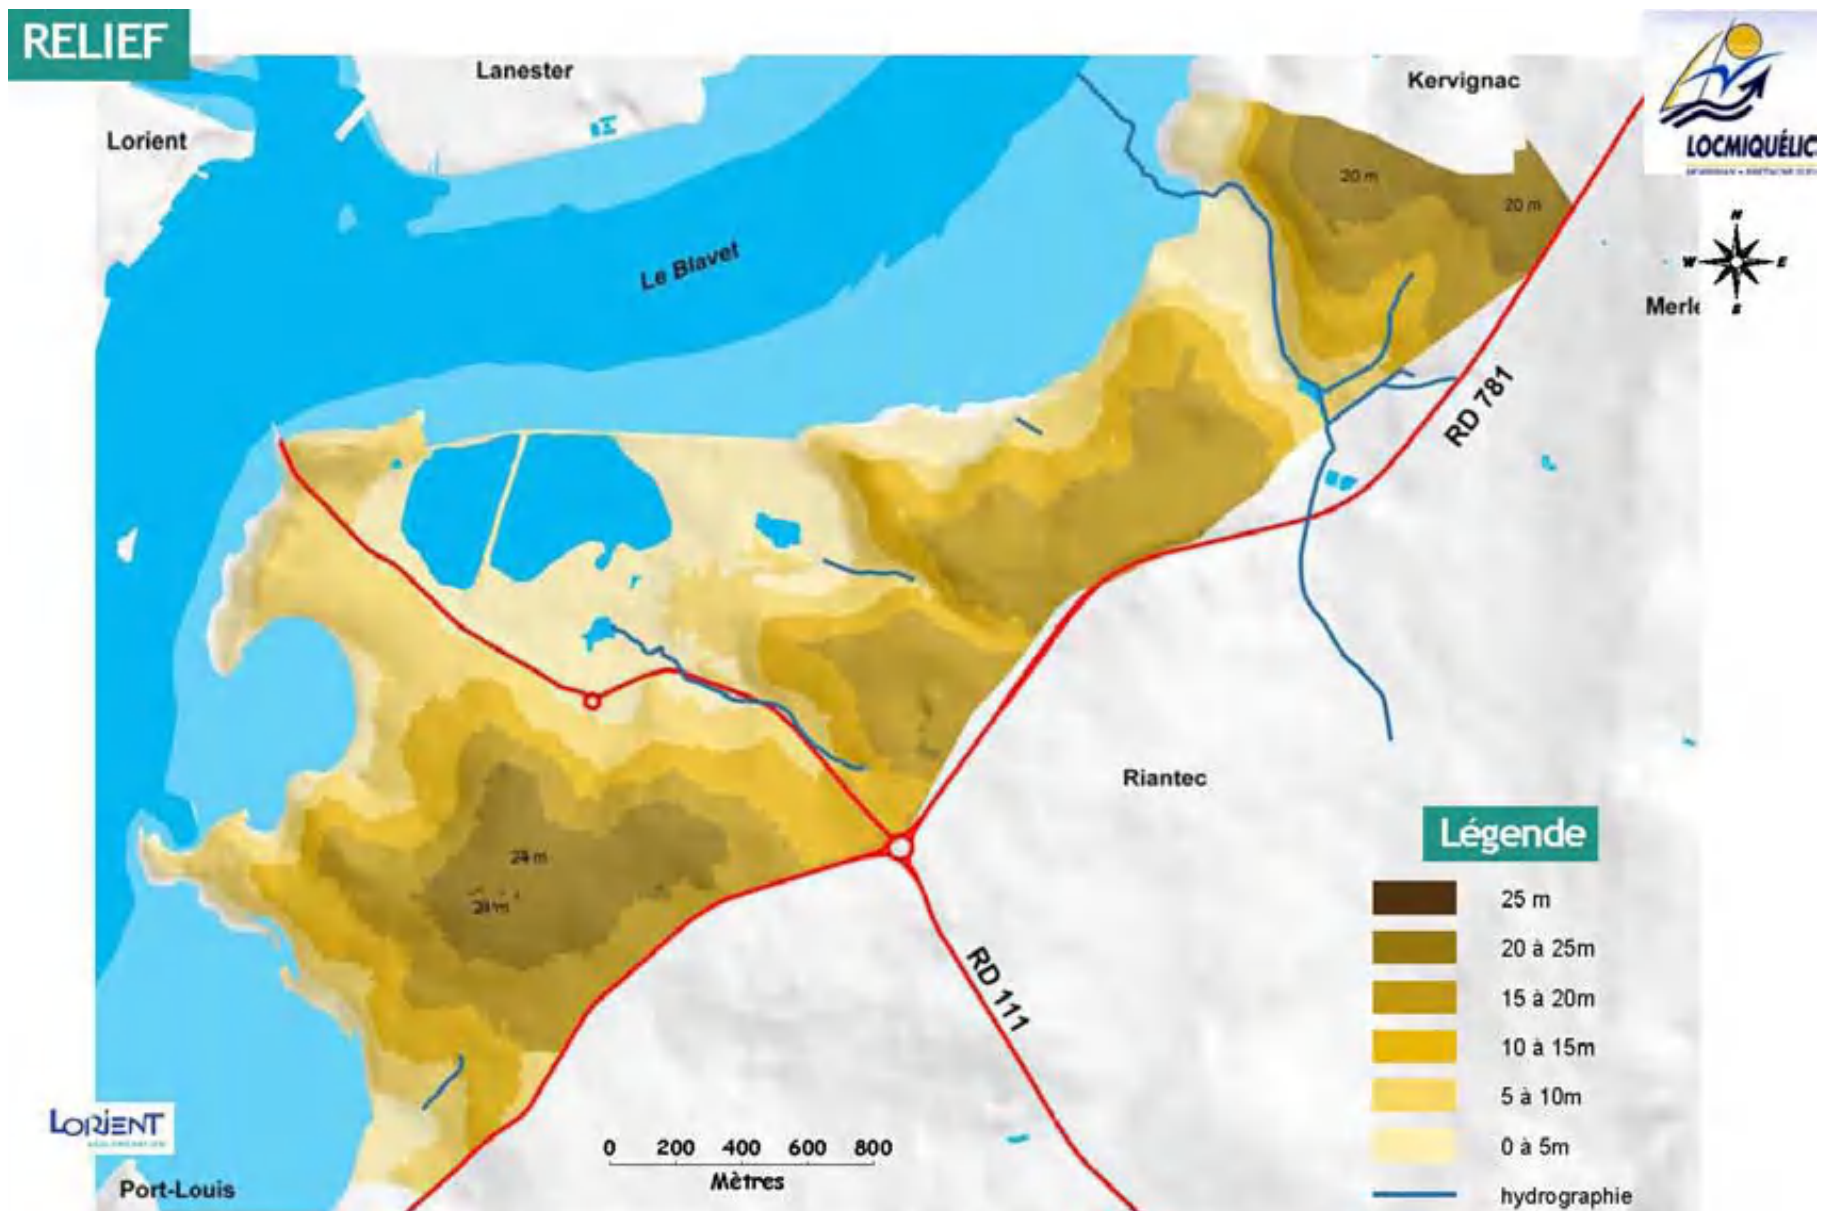 RELIEF
Lanester
Kervignac
Lorient
LOCMIQUÉLIC
20 m
20 m
N
W
E
S
Le Blavet
Merle
RD 781
Riantec
Légende
24 m
25 m
20 à 25m
RD 111
15 à 20m
10 à 15m
5 à 10m
LORIENT
0 200 400 600 800
Mètres
0 à 5m
Port-Louis
hydrographie